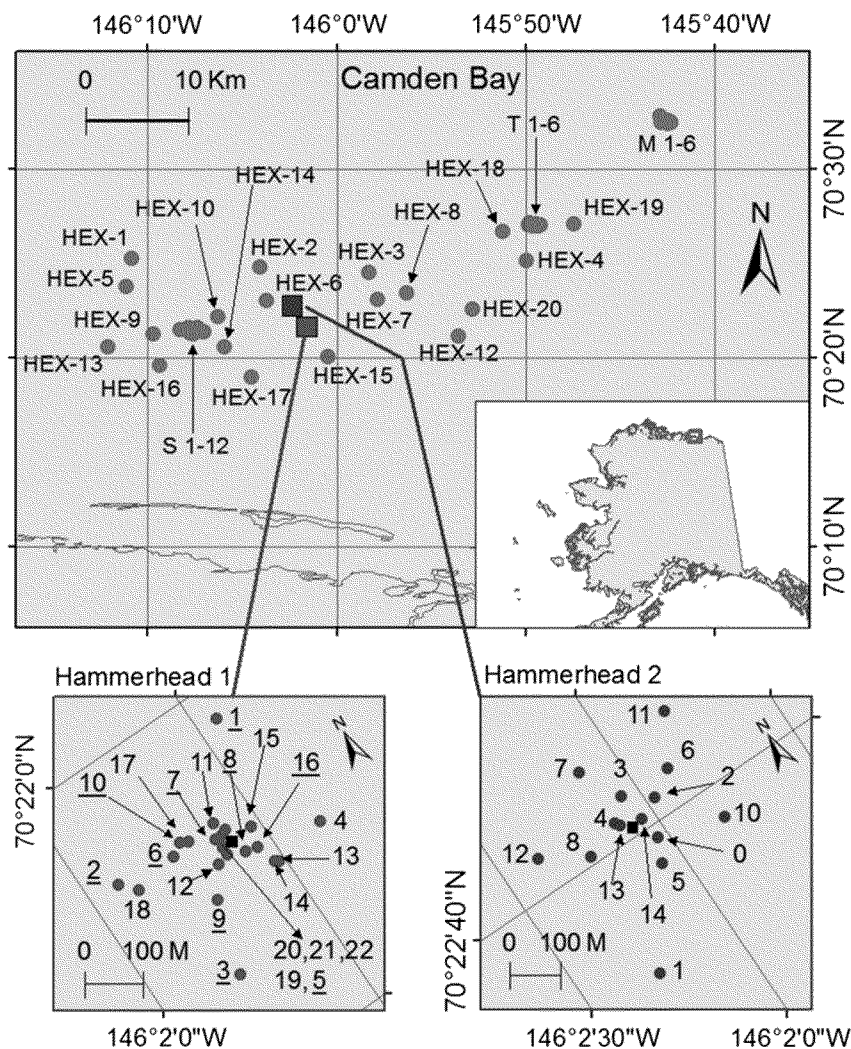 146°10'W 146°0'W 145°50'W 145°40'W
0 10 Km
Camden Bay
T 1-6
M 1-6
HEX-18
HEX-14
HEX-10
HEX-8
HEX-19
HEX-1
HEX-2
HEX-3
HEX-4
HEX-5
HEX-6
HEX-7
HEX-20
HEX-9
HEX-12
HEX-13
HEX-15
HEX-16
HEX-17
S 1-12
N
70°30'N
70°20'N
70°10'N
Hammerhead 1
N
1
15
11
8
16
17
7
10
4
6
13
12
14
2
18
9
20,21,22
19,5
3
0 100 M
70°22'0"N
146°2'0"W
Hammerhead 2
N
11
6
7
3
2
10
4
0
12
8
5
13
14
1
0 100 M
70°22'40"N
146°2'30"W 146°2'0"W